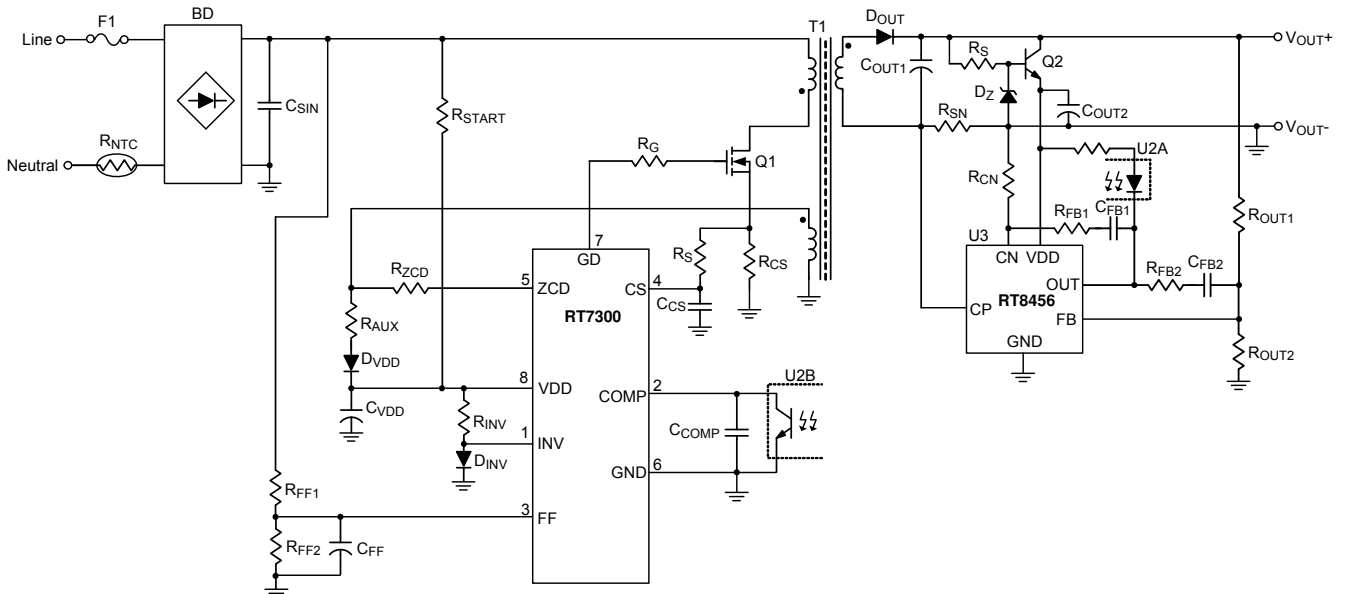 F1
BD
Line
Neutral
RNTC
CSIN
RSTART
T1
DOUT
COUT1
RS
Q2
DZ
COUT2
RSN
VOUT+
VOUT-
RG
Q1
U2A
RCN
RFB1
CFB1
ROUT1
U3
CN VDD
OUT
RFB2
CFB2
RT8456
CP
FB
GND
ROUT2
7
GD
RS
RCS
RZCD
5
ZCD
CS
4
CCS
RT7300
RAUX
DVDD
8
VDD
CVDD
RINV
1
INV
DINV
COMP
2
U2B
CCOMP
GND
6
RFF1
3
FF
RFF2
CFF